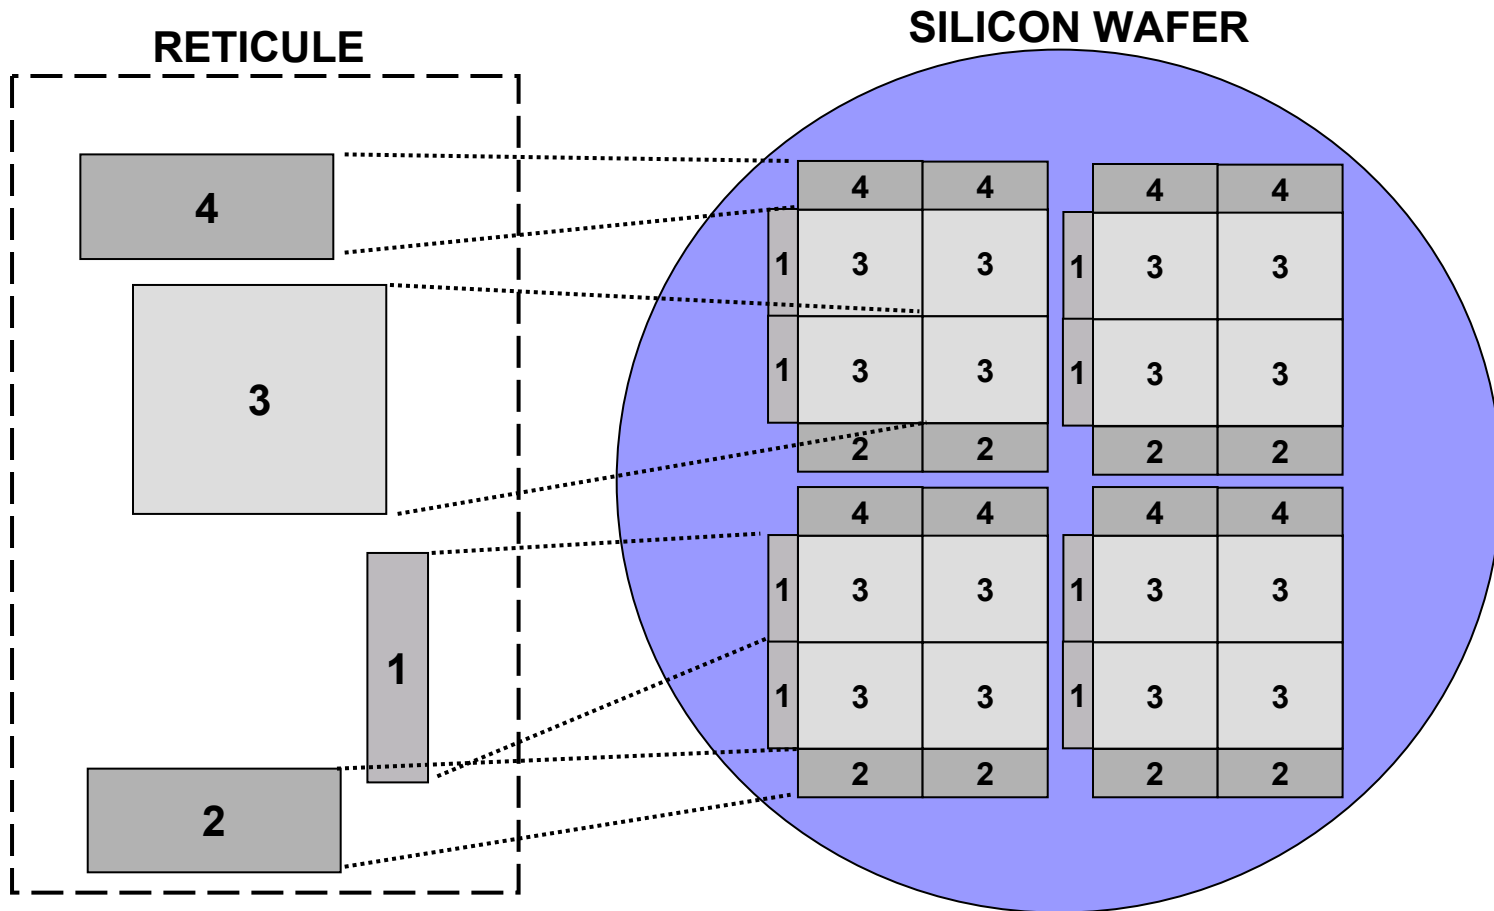 SILICON WAFER
RETICULE
4
3
1
2
4 4 4 4
1 3 3 1 3 3
1 3 3 1 3 3
2 2 2 2
4 4 4 4
1 3 3 1 3 3
1 3 3 1 3 3
2 2 2 2